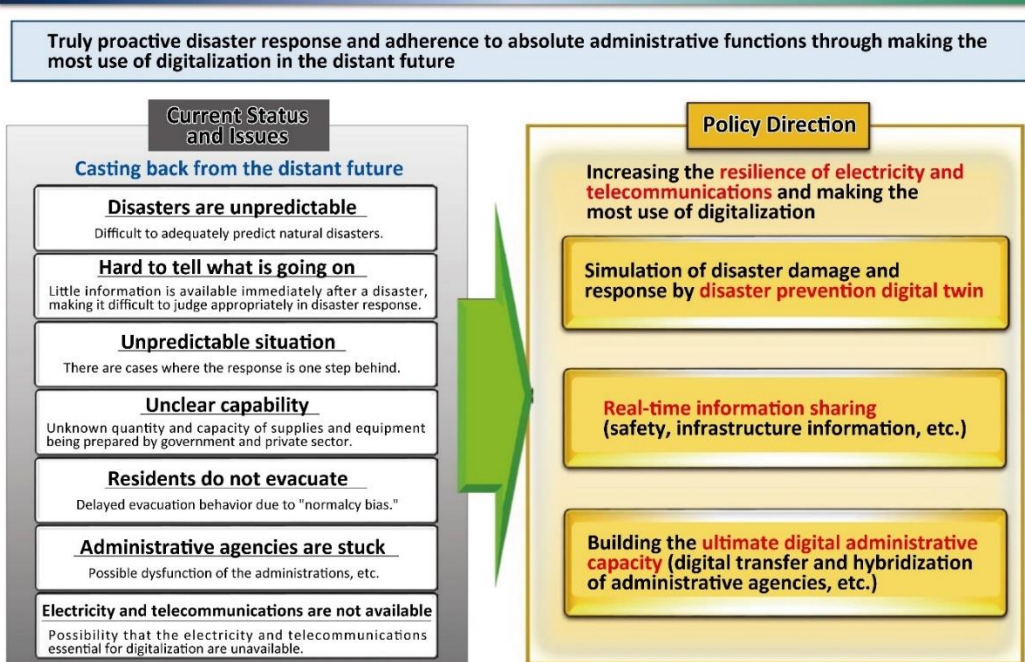 Truly proactive disaster response and adherence to absolute administrative functions through making the
most use of digitalization in the distant future
Current Status
and Issues
Casting back from the distant future
Disasters are unpredictable
Difficult to adequately predict natural disasters.
Hard to tell what is going on
Little information is available immediately after a disaster,
making it difficult to judge appropriately in disaster response.
Unpredictable situation
There are cases where the response is one step behind.
Unclear capability
Unknown quantity and capacity of supplies and equipment
being prepared by government and private sector.
Residents do not evacuate
Delayed evacuation behavior due to "normalcy bias."
Administrative agencies are stuck
Possible dysfunction of the administrations, etc.
Electricity and telecommunications are not available
Possibility that the electricity and telecommunications
essential for digitalization are unavailable.
Policy Direction
Increasing the resilience of electricity and
telecommunications and making the
most use of digitalization
Simulation of disaster damage and
response by disaster prevention digital twin
Real-time information sharing
(safety, infrastructure information, etc.)
Building the ultimate digital administrative
capacity (digital transfer and hybridization
of administrative agencies, etc.)